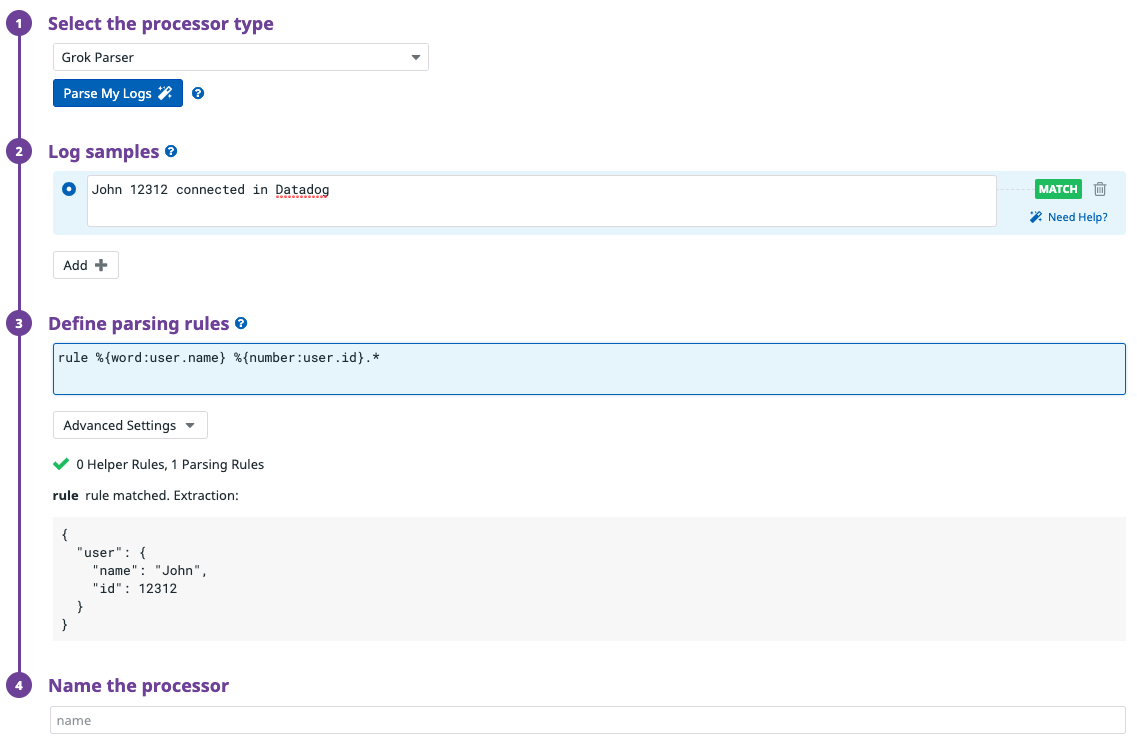 1
Select the processor type
Grok Parser
Parse My Logs
?
2
Log samples ?
John 12312 connected in Datadog
MATCH
Need Help?
Add +
3
Define parsing rules ?
rule %{word:user.name} %{number:user.id}.*
Advanced Settings
0 Helper Rules, 1 Parsing Rules
rule rule matched. Extraction:
{
  "user": {
    "name": "John",
    "id": 12312
  }
}
4
Name the processor
name